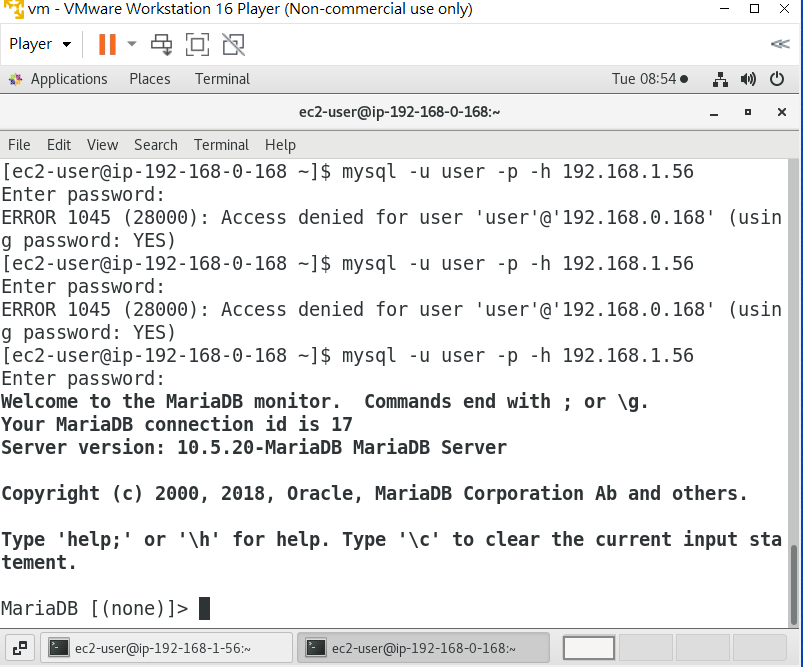 vm - VMware Workstation 16 Player (Non-commercial use only)
Player
Applications Places Terminal Tue 08:54
ec2-user@ip-192-168-0-168:~
File Edit View Search Terminal Help
[ec2-user@ip-192-168-0-168 ~]$ mysql -u user -p -h 192.168.1.56
Enter password:
ERROR 1045 (28000): Access denied for user 'user'@'192.168.0.168' (usin
g password: YES)
[ec2-user@ip-192-168-0-168 ~]$ mysql -u user -p -h 192.168.1.56
Enter password:
ERROR 1045 (28000): Access denied for user 'user'@'192.168.0.168' (usin
g password: YES)
[ec2-user@ip-192-168-0-168 ~]$ mysql -u user -p -h 192.168.1.56
Enter password:
Welcome to the MariaDB monitor.  Commands end with ; or \g.
Your MariaDB connection id is 17
Server version: 10.5.20-MariaDB MariaDB Server
Copyright (c) 2000, 2018, Oracle, MariaDB Corporation Ab and others.
Type 'help;' or '\h' for help. Type '\c' to clear the current input sta
tement.
MariaDB [(none)]>
ec2-user@ip-192-168-1-56:~ ec2-user@ip-192-168-0-168:~